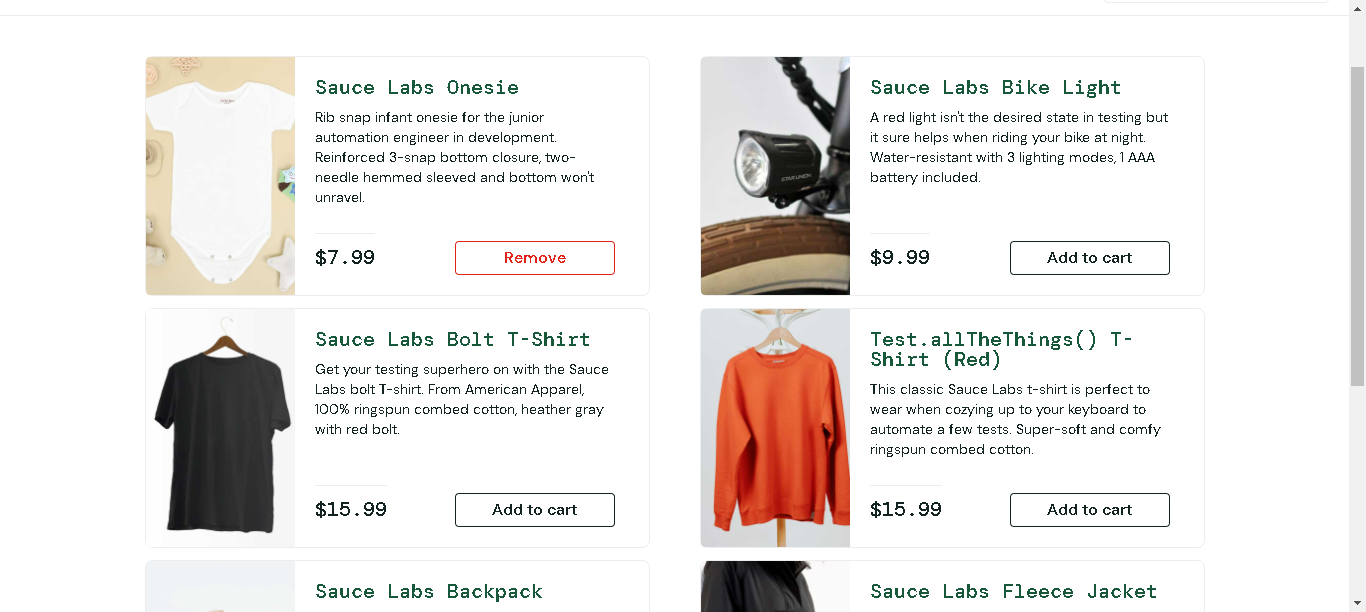 Sauce Labs Onesie
Rib snap infant onesie for the junior
automation engineer in development.
Reinforced 3-snap bottom closure, two-
needle hemmed sleeved and bottom won't
unravel.
$7.99
Remove
Sauce Labs Bike Light
A red light isn't the desired state in testing but
it sure helps when riding your bike at night.
Water-resistant with 3 lighting modes, 1 AAA
battery included.
$9.99
Add to cart
STAR UNION
Sauce Labs Bolt T-Shirt
Get your testing superhero on with the Sauce
Labs bolt T-shirt. From American Apparel,
100% ringspun combed cotton, heather gray
with red bolt.
$15.99
Add to cart
Test.allTheThings() T-
Shirt (Red)
This classic Sauce Labs t-shirt is perfect to
wear when cozying up to your keyboard to
automate a few tests. Super-soft and comfy
ringspun combed cotton.
$15.99
Add to cart
Sauce Labs Backpack
Sauce Labs Fleece Jacket